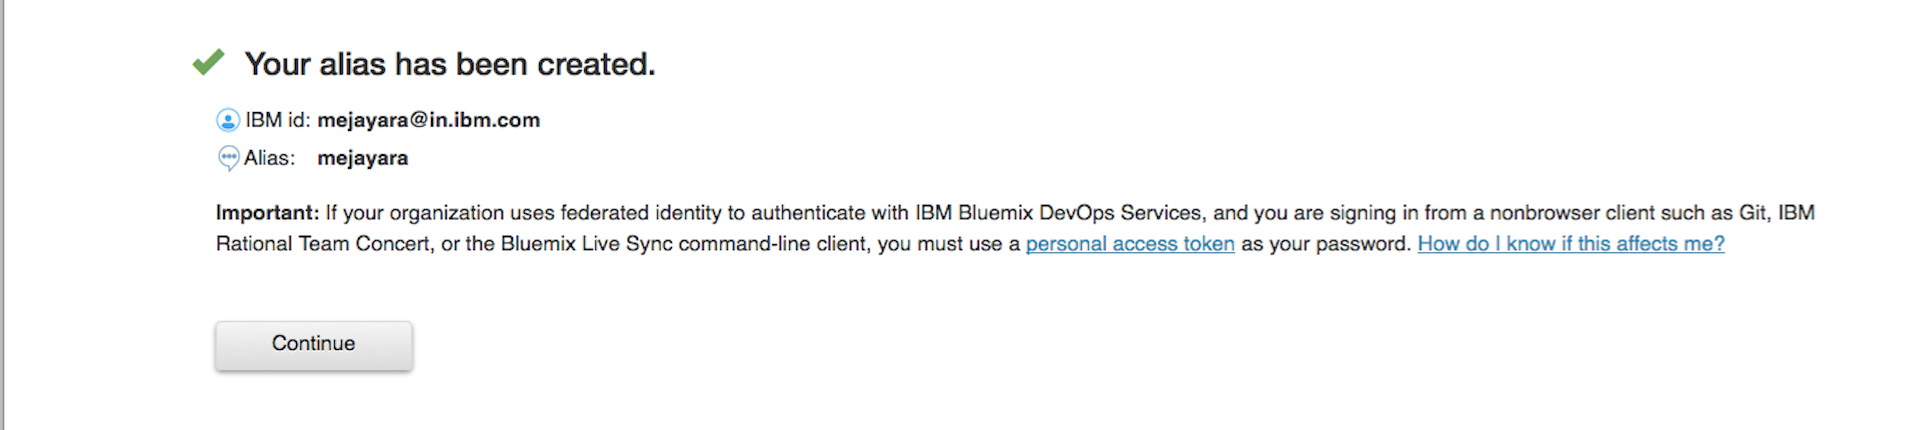 Your alias has been created.
IBM id: mejayara@in.ibm.com
Alias: mejayara
Important: If your organization uses federated identity to authenticate with IBM Bluemix DevOps Services, and you are signing in from a nonbrowser client such as Git, IBM
Rational Team Concert, or the Bluemix Live Sync command-line client, you must use a personal access token as your password. How do I know if this affects me?
Continue